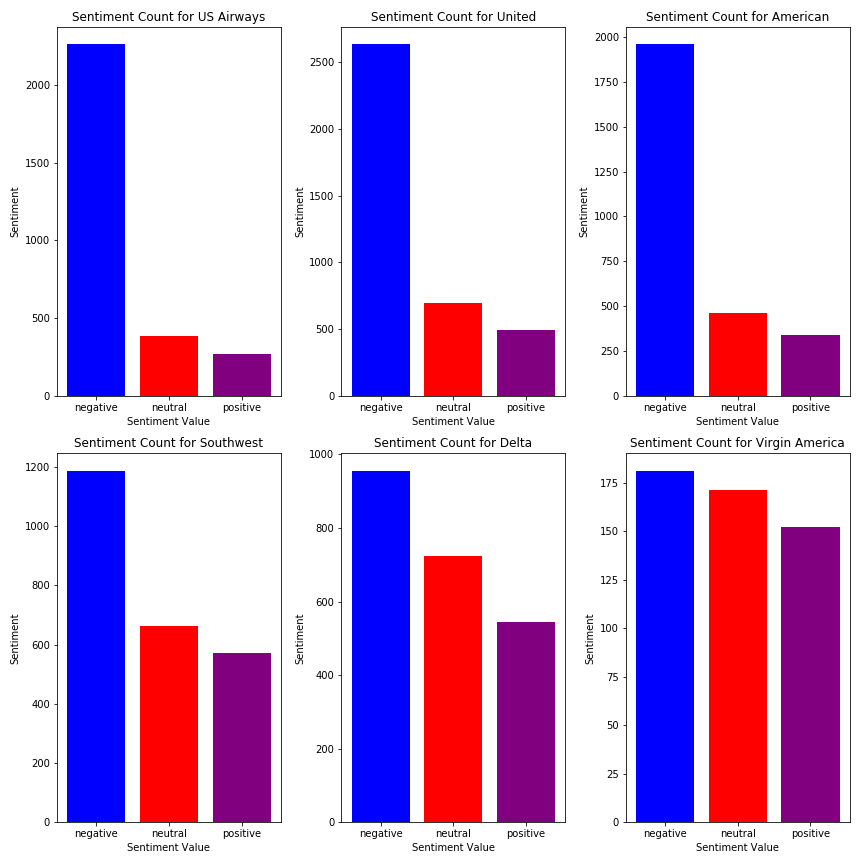 Sentiment Count for US Airways
Sentiment
2000
1500
1000
500
0
negative neutral positive
Sentiment Value
Sentiment Count for United
Sentiment
2500
2000
1500
1000
500
0
negative neutral positive
Sentiment Value
Sentiment Count for American
Sentiment
2000
1750
1500
1250
1000
750
500
250
0
negative neutral positive
Sentiment Value
Sentiment Count for Southwest
Sentiment
1200
1000
800
600
400
200
0
negative neutral positive
Sentiment Value
Sentiment Count for Delta
Sentiment
1000
800
600
400
200
0
negative neutral positive
Sentiment Value
Sentiment Count for Virgin America
Sentiment
175
150
125
100
75
50
25
0
negative neutral positive
Sentiment Value